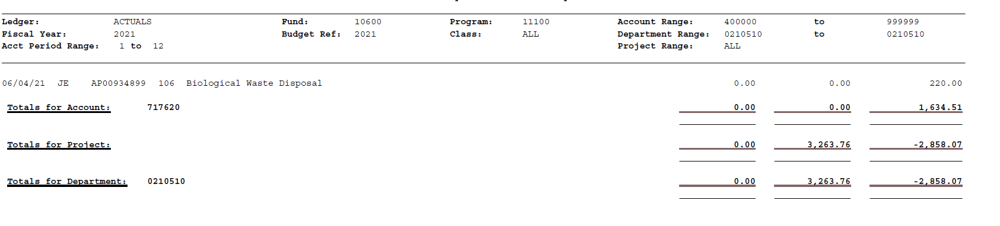 Ledger: ACTUALS Fund: 10600 Program: 11100 Account Range: 400000 to 999999
Fiscal Year: 2021 Budget Ref: 2021 Class: ALL Department Range: 0210510 to 0210510
Acct Period Range: 1 to 12 Project Range: ALL
06/04/21 JE AP00934899 106 Biological Waste Disposal 0.00 0.00 220.00
Totals for Account: 717620 0.00 0.00 1,634.51
Totals for Project: 0.00 3,263.76 -2,858.07
Totals for Department: 0210510 0.00 3,263.76 -2,858.07